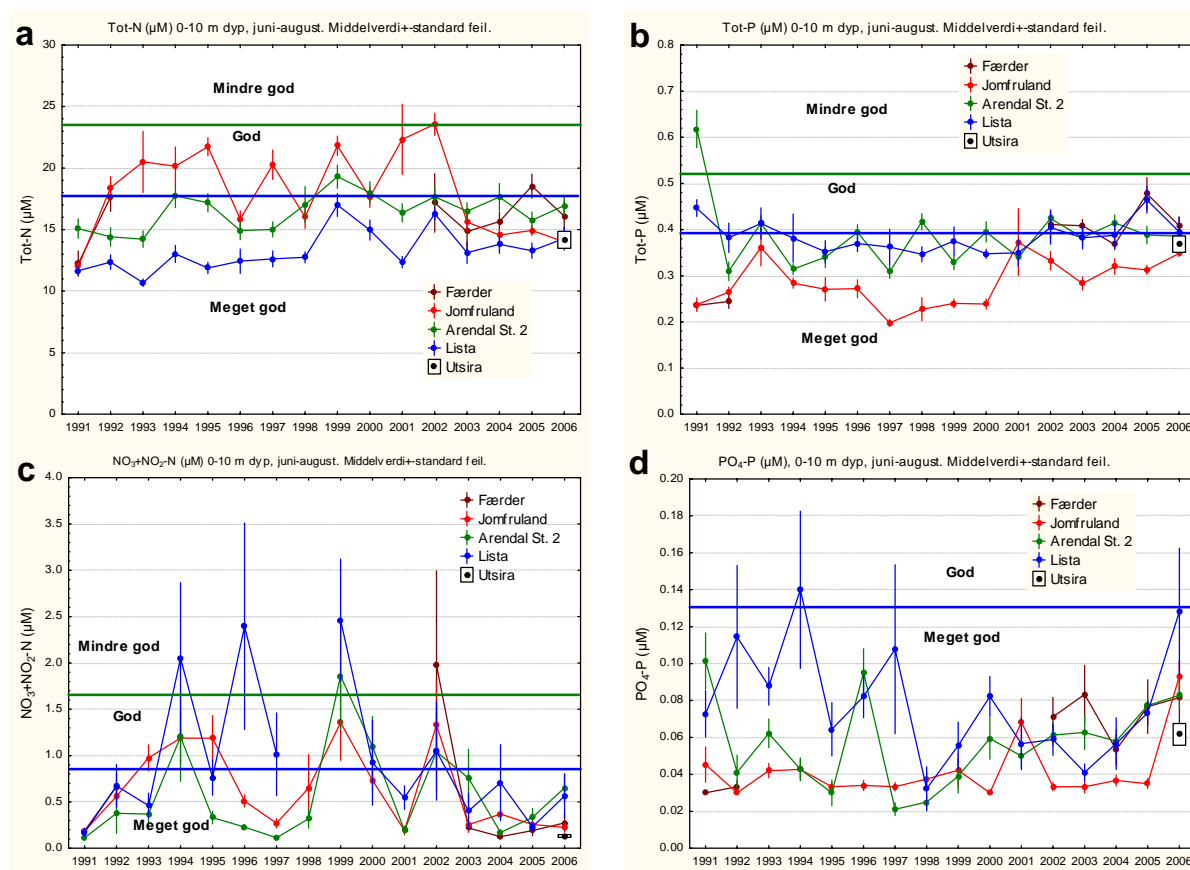 a
Tot-N (µM) 0-10 m dyp, juni-august. Middelverdi+-standard feil.
30
25
20
15
10
5
0
Tot-N (µM)
Mindre god
God
Meget god
Færder
Jomfruland
Arendal St. 2
Lista
Utsira
1991 1992 1993 1994 1995 1996 1997 1998 1999 2000 2001 2002 2003 2004 2005 2006
b
Tot-P (µM) 0-10 m dyp, juni-august. Middelverdi+-standard feil.
0.8
0.7
0.6
0.5
0.4
0.3
0.2
0.1
0.0
Tot-P (µM)
Færder
Jomfruland
Arendal St. 2
Lista
Utsira
Mindre god
God
Meget god
1991 1992 1993 1994 1995 1996 1997 1998 1999 2000 2001 2002 2003 2004 2005 2006
c
NO3+NO2-N (µM) 0-10 m dyp, juni-august. Middelverdi+-standard feil.
4.0
3.5
3.0
2.5
2.0
1.5
1.0
0.5
0.0
NO3+NO2-N (µM)
Færder
Jomfruland
Arendal St. 2
Lista
Utsira
Mindre god
God
Meget god
1991 1992 1993 1994 1995 1996 1997 1998 1999 2000 2001 2002 2003 2004 2005 2006
d
PO4-P (µM), 0-10 m dyp, juni-august. Middelverdi+-standard feil.
0.20
0.18
0.16
0.14
0.12
0.10
0.08
0.06
0.04
0.02
0.00
PO4-P (µM)
Færder
Jomfruland
Arendal St. 2
Lista
Utsira
God
Meget god
1991 1992 1993 1994 1995 1996 1997 1998 1999 2000 2001 2002 2003 2004 2005 2006